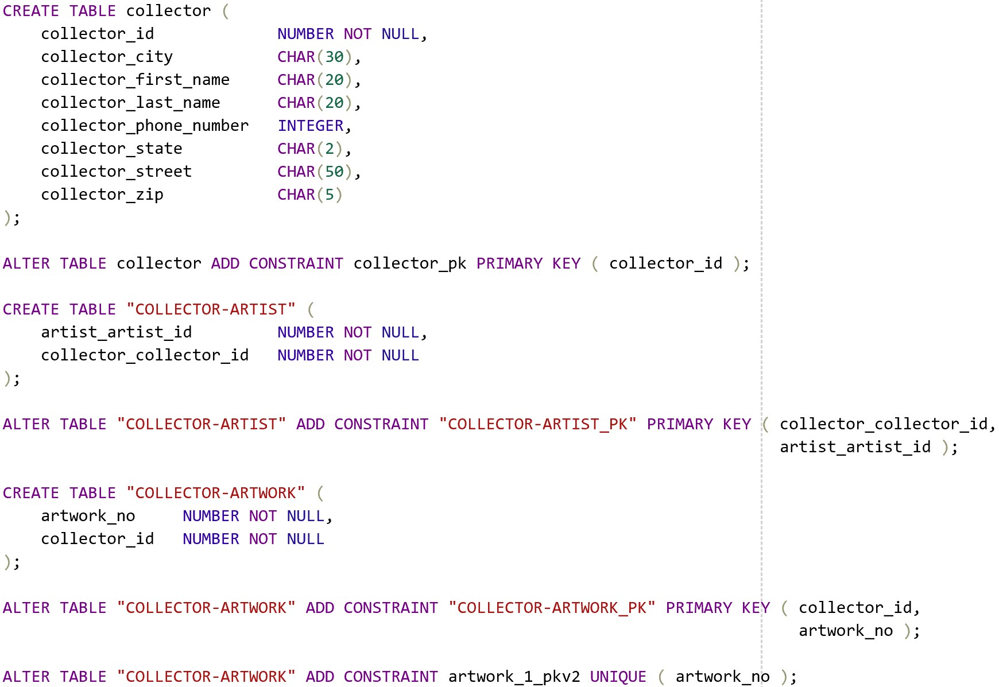 CREATE TABLE collector (
    collector_id             NUMBER NOT NULL,
    collector_city           CHAR(30),
    collector_first_name     CHAR(20),
    collector_last_name      CHAR(20),
    collector_phone_number   INTEGER,
    collector_state          CHAR(2),
    collector_street         CHAR(50),
    collector_zip            CHAR(5)
);

ALTER TABLE collector ADD CONSTRAINT collector_pk PRIMARY KEY ( collector_id );

CREATE TABLE "COLLECTOR-ARTIST" (
    artist_artist_id         NUMBER NOT NULL,
    collector_collector_id   NUMBER NOT NULL
);

ALTER TABLE "COLLECTOR-ARTIST" ADD CONSTRAINT "COLLECTOR-ARTIST_PK" PRIMARY KEY ( collector_collector_id,
                                                                                  artist_artist_id );

CREATE TABLE "COLLECTOR-ARTWORK" (
    artwork_no     NUMBER NOT NULL,
    collector_id   NUMBER NOT NULL
);

ALTER TABLE "COLLECTOR-ARTWORK" ADD CONSTRAINT "COLLECTOR-ARTWORK_PK" PRIMARY KEY ( collector_id,
                                                                                    artwork_no );

ALTER TABLE "COLLECTOR-ARTWORK" ADD CONSTRAINT artwork_1_pkv2 UNIQUE ( artwork_no );